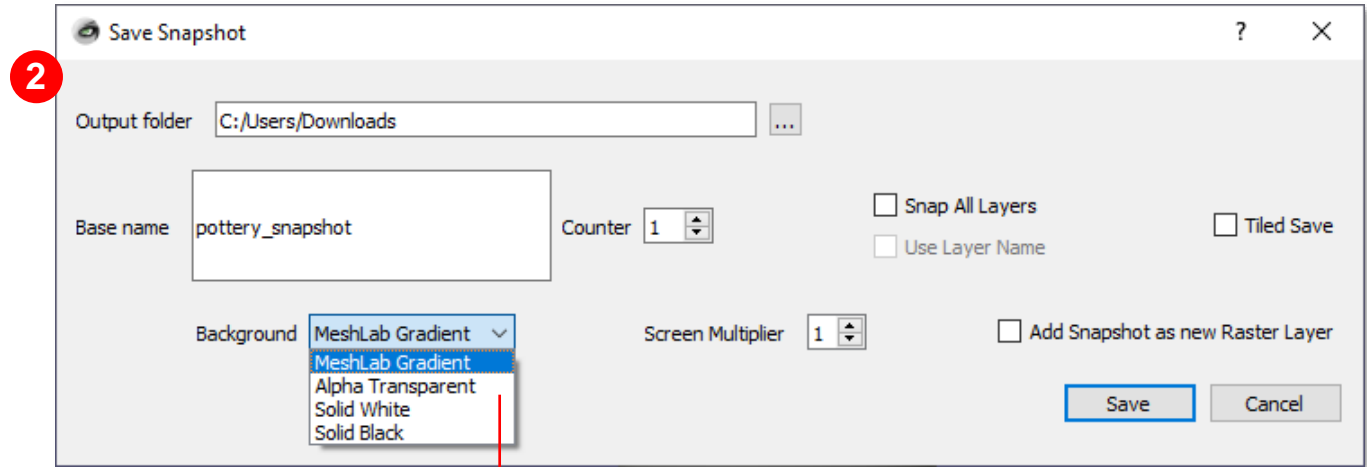 Save Snapshot ?
2
Output folder C:/Users/Downloads ...
Base name pottery_snapshot Counter 1
Snap All Layers
Use Layer Name
Tiled Save
Background MeshLab Gradient Screen Multiplier 1 Add Snapshot as new Raster Layer
MeshLab Gradient
Alpha Transparent
Solid White
Solid Black
Save Cancel